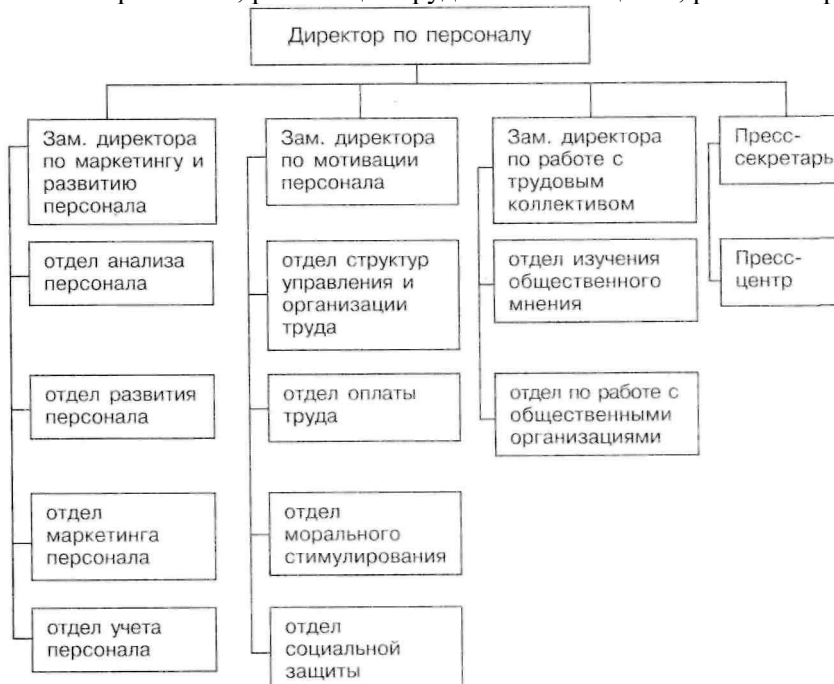 Директор по персоналу
Зам. директора
по маркетингу и
развитию
персонала
отдел анализа
персонала
отдел развития
персонала
отдел
маркетинга
персонала
отдел учета
персонала
Зам. директора
по мотивации
персонала
отдел структур
управления и
организации
труда
отдел оплаты
труда
отдел
морального
стимулирования
отдел
социальной
защиты
Зам. директора
по работе с
трудовым
коллективом
отдел изучения
общественного
мнения
отдел по работе с
общественными
организациями
Пресс-
секретарь
Пресс-
центр